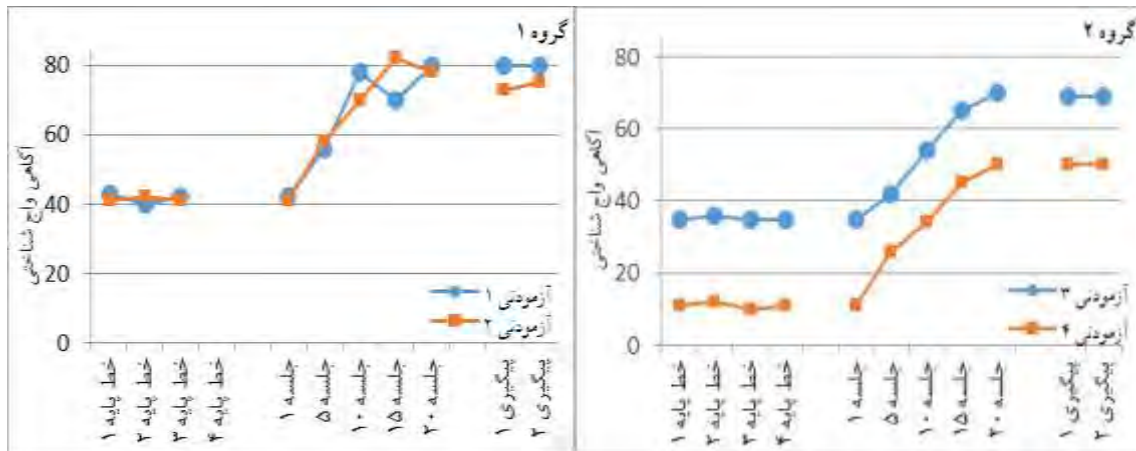 گروه ۱
آگاهی واج شناختی
80
60
40
20
0
آزمودنی ۱
آزمودنی ۲
خط پایه ۱
خط پایه ۲
خط پایه ۳
خط پایه ۴
جلسه ۱
جلسه ۵
جلسه ۱۰
جلسه ۱۵
جلسه ۲۰
پیگیری ۱
پیگیری ۲
گروه ۲
آگاهی واج شناختی
80
60
40
20
0
آزمودنی ۳
آزمودنی ۴
خط پایه ۱
خط پایه ۲
خط پایه ۳
خط پایه ۴
جلسه ۱
جلسه ۵
جلسه ۱۰
جلسه ۱۵
جلسه ۲۰
پیگیری ۱
پیگیری ۲